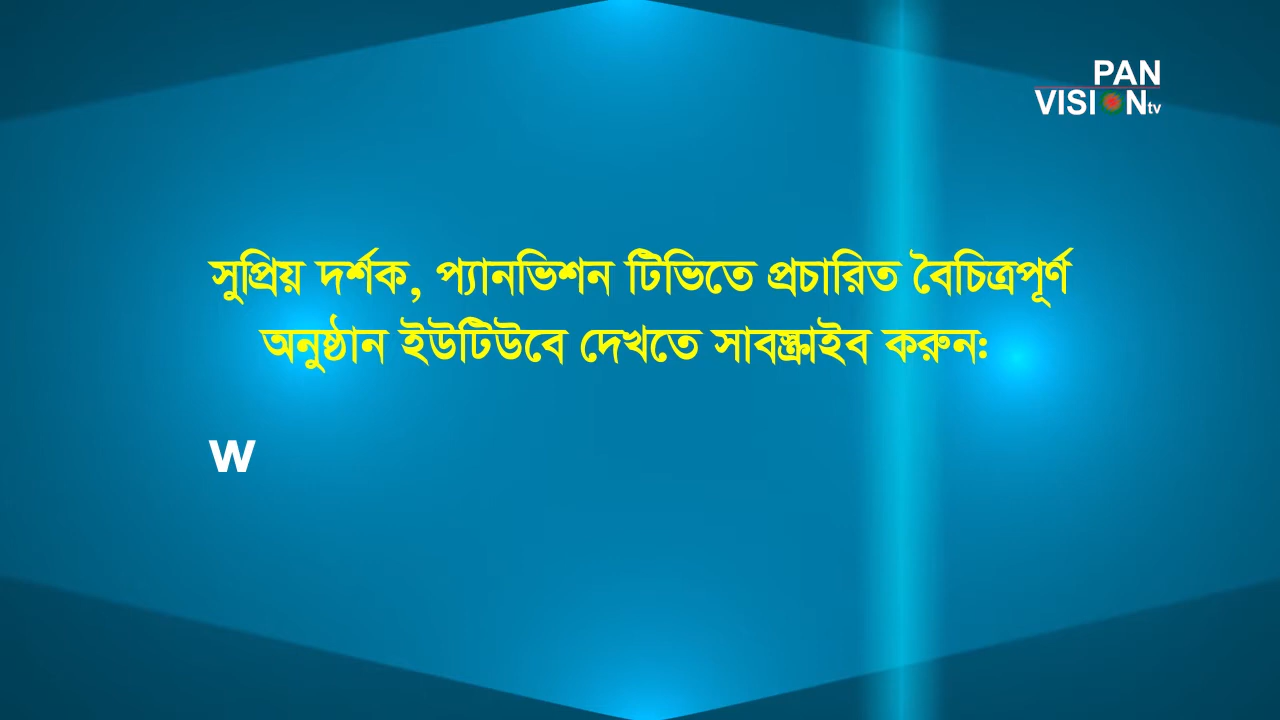 PAN
VISION tv
সুপ্রিয় দর্শক, প্যানভিশন টিভিতে প্রচারিত বৈচিত্রপূর্ণ
অনুষ্ঠান ইউটিউবে দেখতে সাবস্ক্রাইব করুন:
w